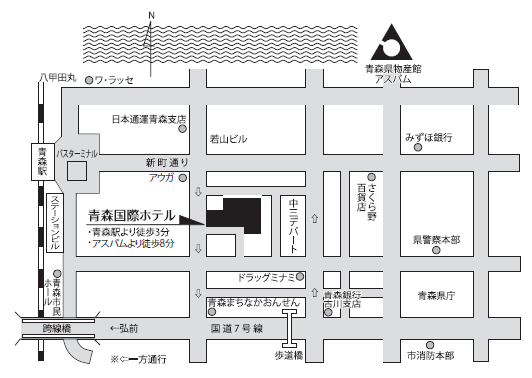 N
青森県物産館
アスパム
八甲田丸
ワ・ラッセ
日本通運青森支店
若山ビル
みずほ銀行
青森駅
バスターミナル
新町通り
アウガ
さくら野
百貨店
青森国際ホテル
・青森駅より徒歩3分
・アスパムより徒歩8分
中三デパート
ステーションビル
県警察本部
ドラッグミナミ
青森市民
ホール
青森まちなかおんせん
青森銀行
古川支店
青森県庁
跨線橋
←弘前
国道7号線
歩道橋
市消防本部
※⇦一方通行